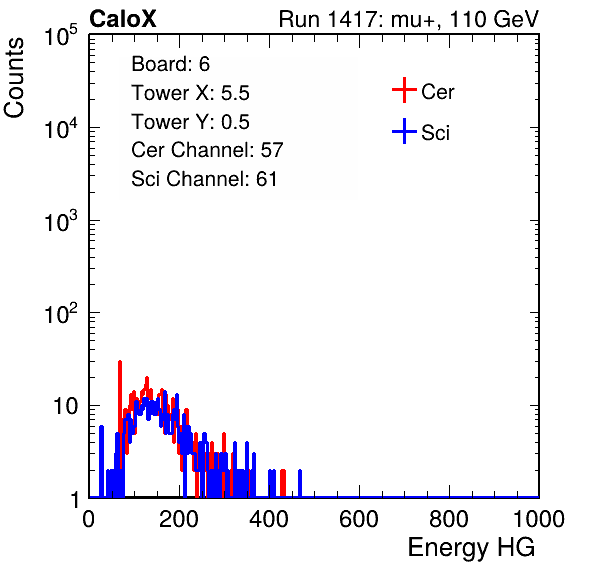 CaloX Run 1417: mu+, 110 GeV
Counts
10^5
10^4
10^3
10^2
10
1
Board: 6
Tower X: 5.5
Tower Y: 0.5
Cer Channel: 57
Sci Channel: 61
Cer
Sci
0 200 400 600 800 1000
Energy HG